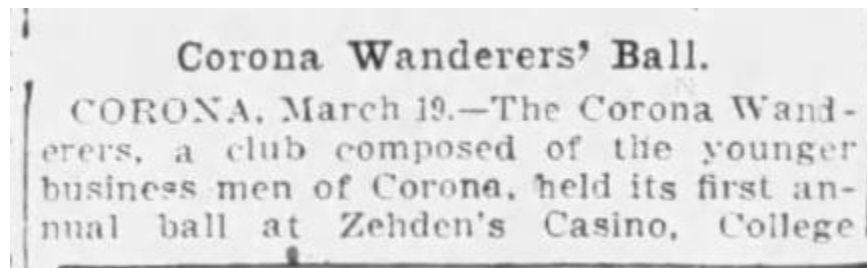 Corona Wanderers' Ball.
CORONA, March 19.—The Corona Wand-
erers, a club composed of the younger
business men of Corona, held its first an-
nual ball at Zehden's Casino, College